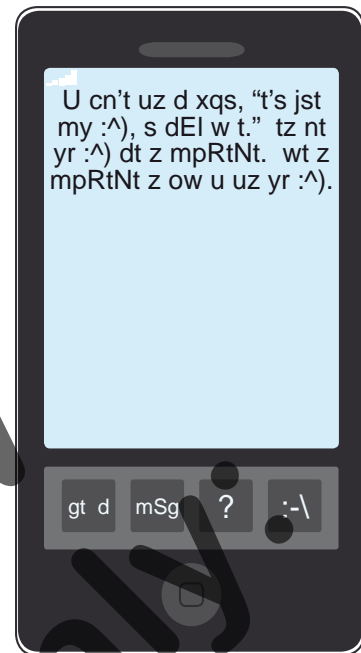 U cn't uz d xqs, “t's jst
my :^), s dEl w t.” tz nt
yr :^) dt z mpRtNt. wt z
mpRtNt z ow u uz yr :^).
gt d mSg ? :-\